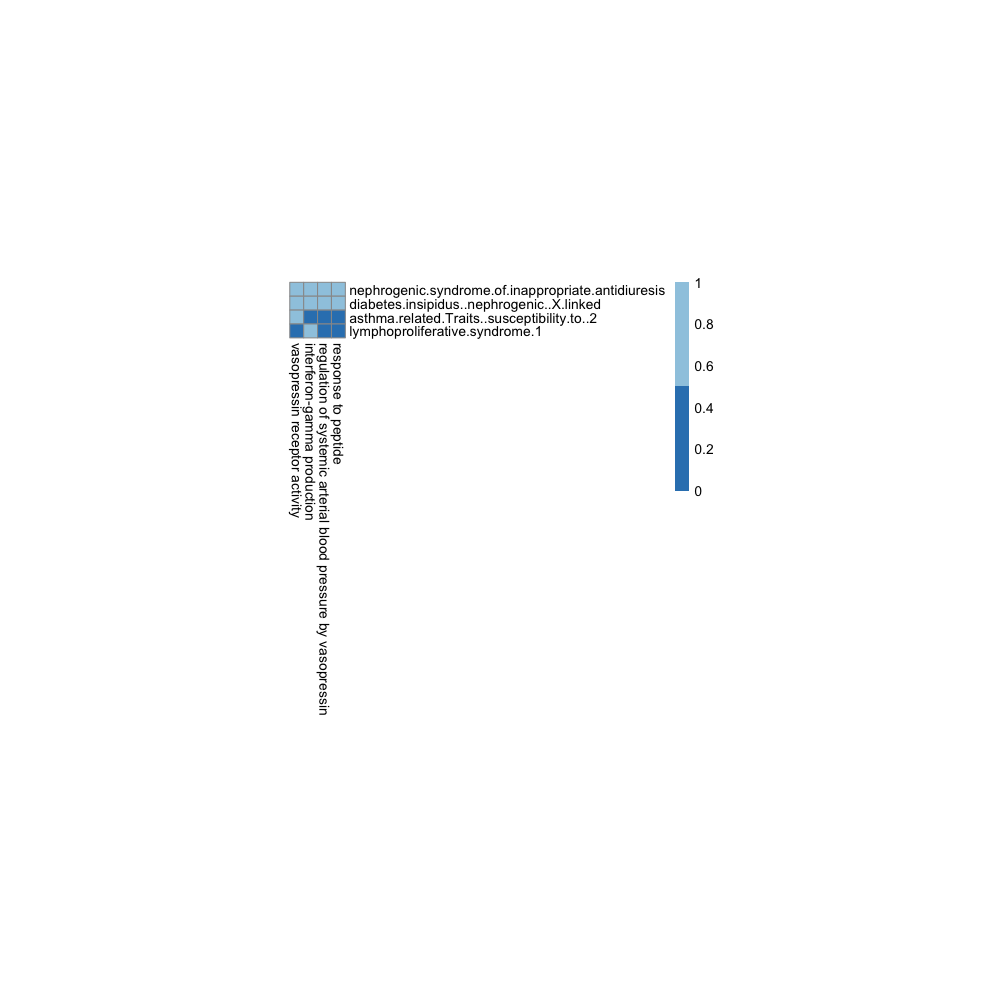 nephrogenic.syndrome.of.inappropriate.antidiuresis
diabetes.insipidus..nephrogenic..X.linked
asthma.related.Traits..susceptibility.to..2
lymphoproliferative.syndrome.1
vasopressin receptor activity
interferon-gamma production
regulation of systemic arterial blood pressure by vasopressin
response to peptide
1
0.8
0.6
0.4
0.2
0